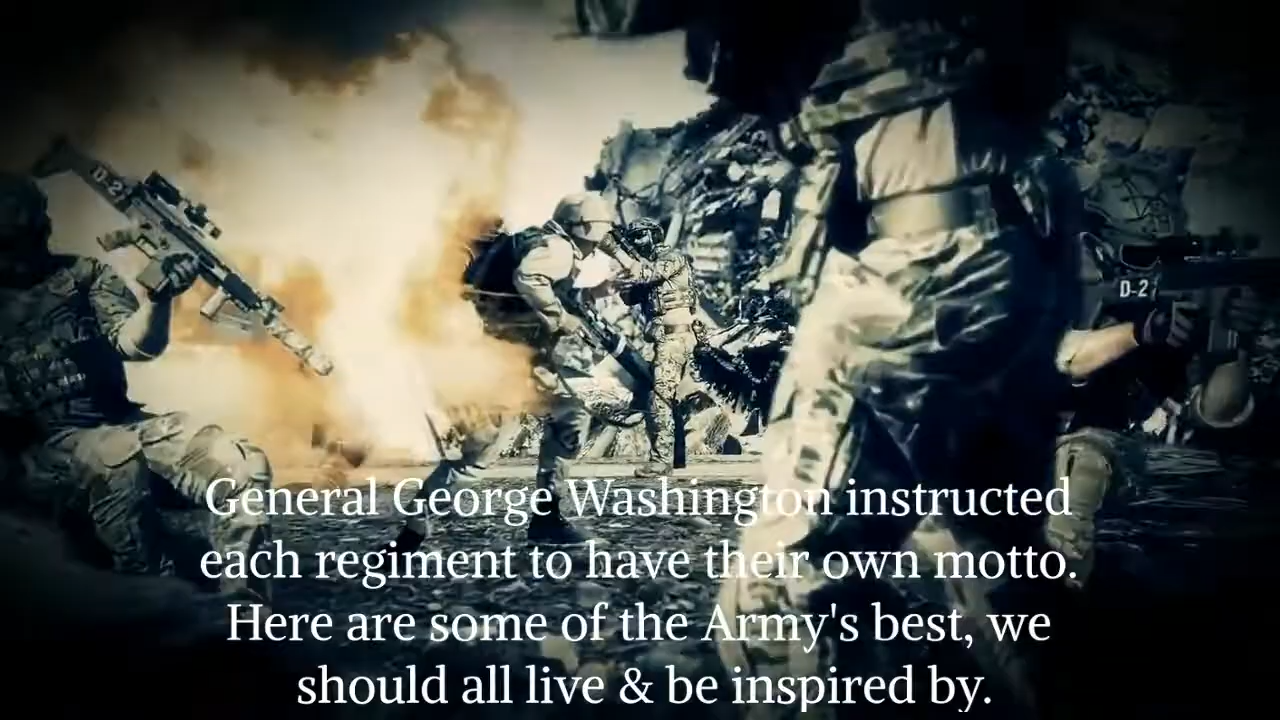 D-2
D-2
General George Washington instructed
each regiment to have their own motto.
Here are some of the Army's best, we
should all live & be inspired by.